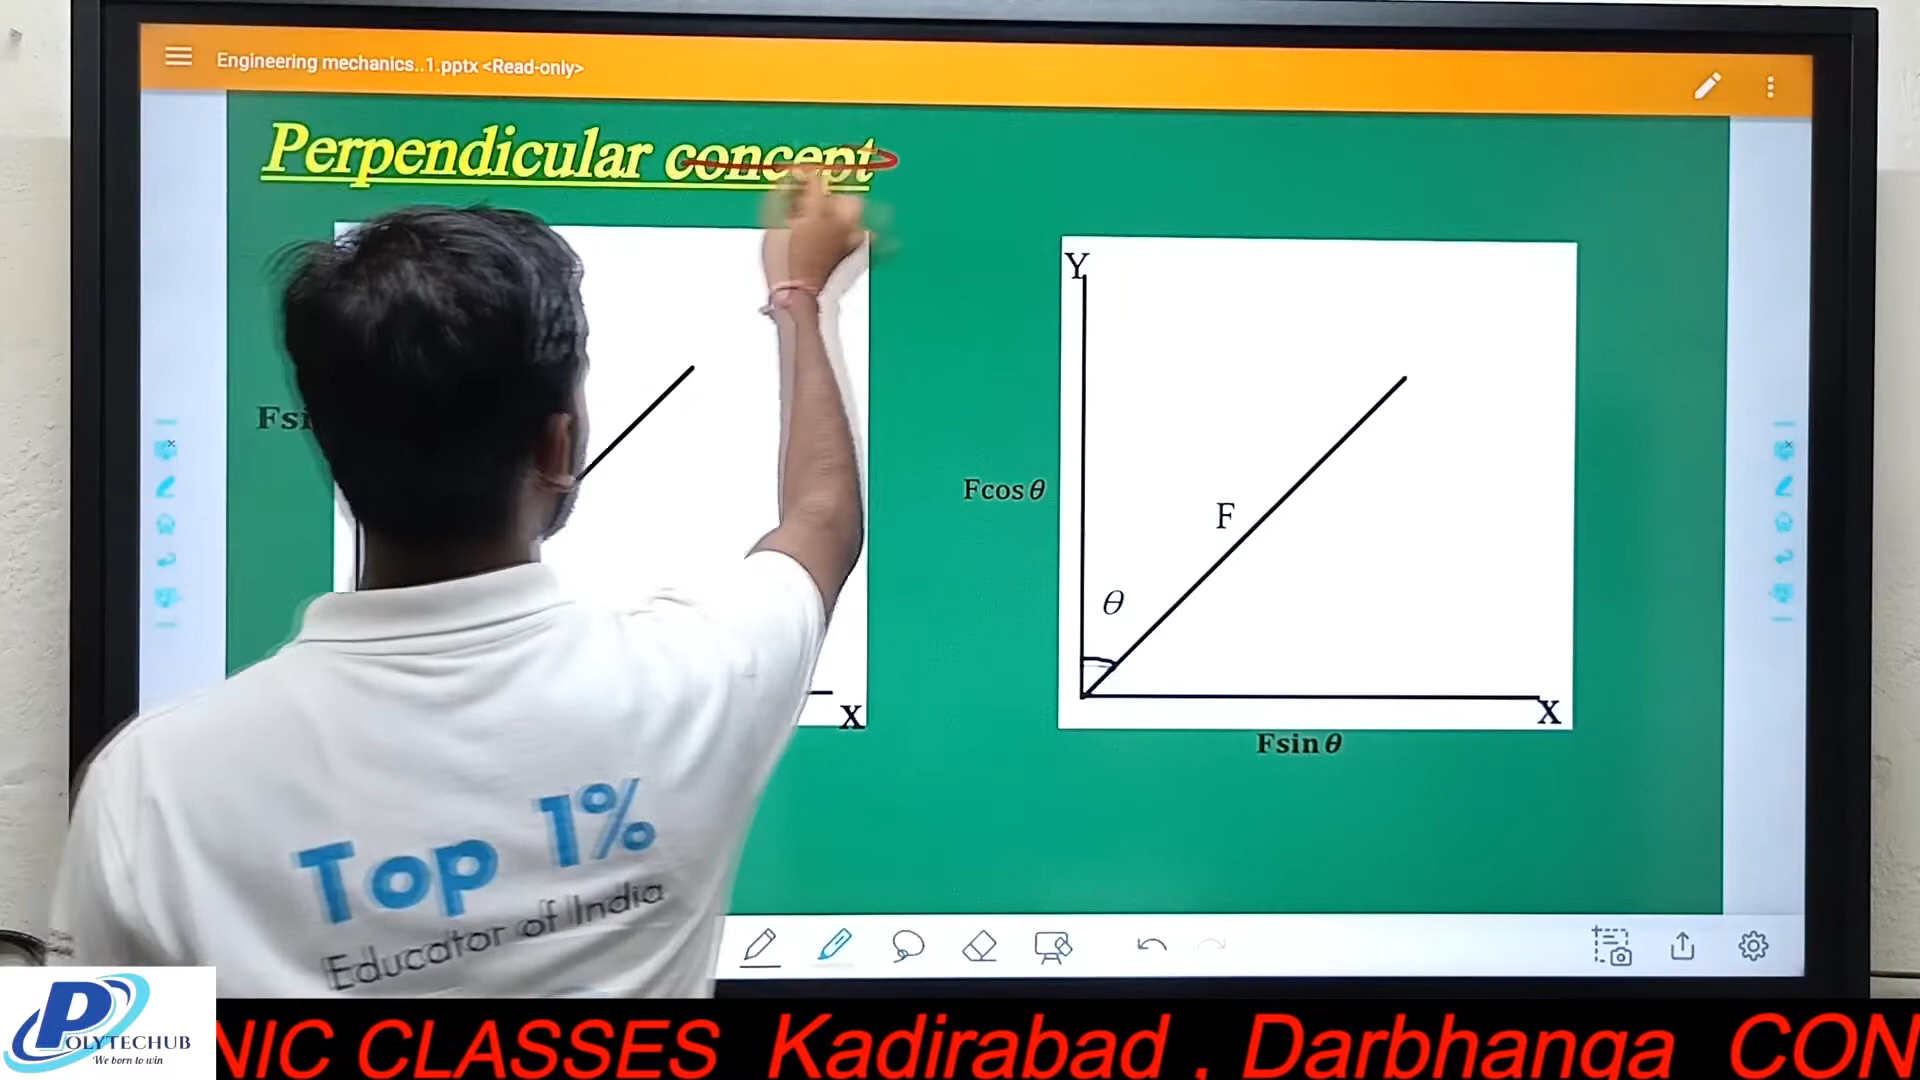 Engineering mechanics..1.pptx <Read-only>
Perpendicular concept
Y
F
Fcos θ
θ
X
X
Fsin θ
Top 1%
Educator of India
POLYTECHUB
We born to win
NIC CLASSES Kadirabad , Darbhanga CON